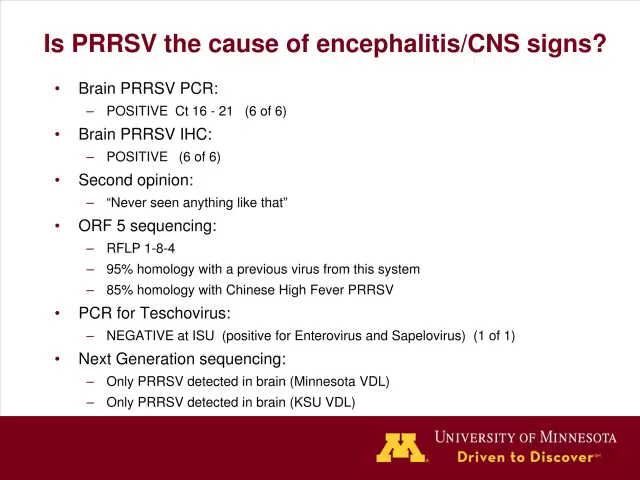 Is PRRSV the cause of encephalitis/CNS signs?
• Brain PRRSV PCR:
– POSITIVE Ct 16 - 21 (6 of 6)
• Brain PRRSV IHC:
– POSITIVE (6 of 6)
• Second opinion:
– “Never seen anything like that”
• ORF 5 sequencing:
– RFLP 1-8-4
– 95% homology with a previous virus from this system
– 85% homology with Chinese High Fever PRRSV
• PCR for Teschovirus:
– NEGATIVE at ISU (positive for Enterovirus and Sapelovirus) (1 of 1)
• Next Generation sequencing:
– Only PRRSV detected in brain (Minnesota VDL)
– Only PRRSV detected in brain (KSU VDL)
M
UNIVERSITY OF MINNESOTA
Driven to Discover℠